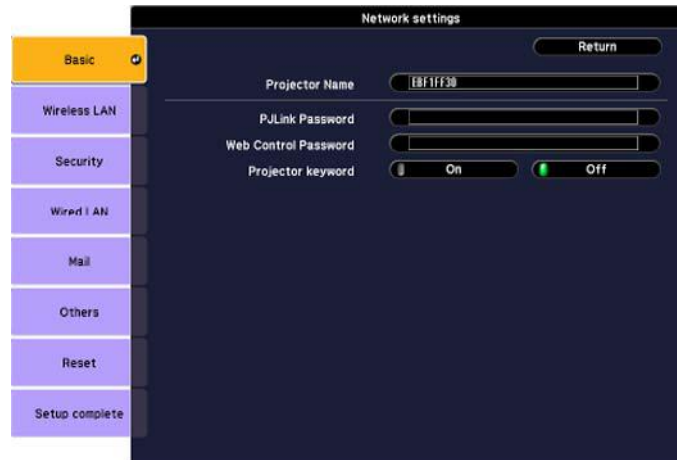 Network settings
Return
Basic
Projector Name EBF1FF30
Wireless LAN
PJLink Password
Web Control Password
Security
Projector keyword On Off
Wired LAN
Mail
Others
Reset
Setup complete